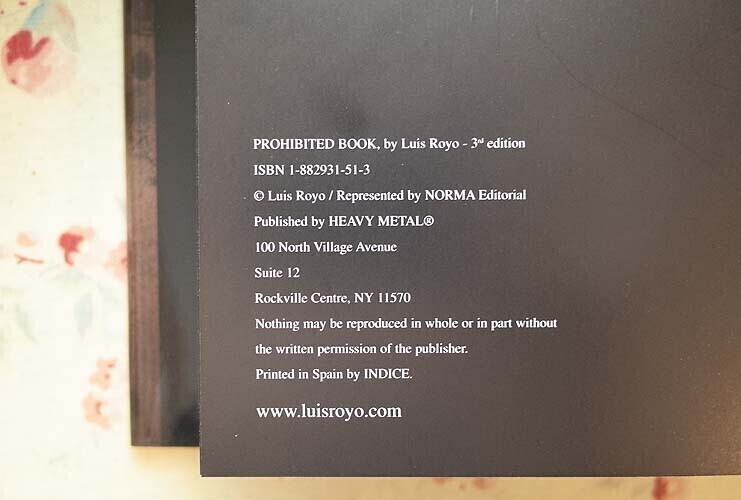 PROHIBITED BOOK, by Luis Royo - 3rd edition
ISBN 1-882931-51-3
© Luis Royo / Represented by NORMA Editorial
Published by HEAVY METAL®
100 North Village Avenue
Suite 12
Rockville Centre, NY 11570
Nothing may be reproduced in whole or in part without
the written permission of the publisher.
Printed in Spain by INDICE.
www.luisroyo.com